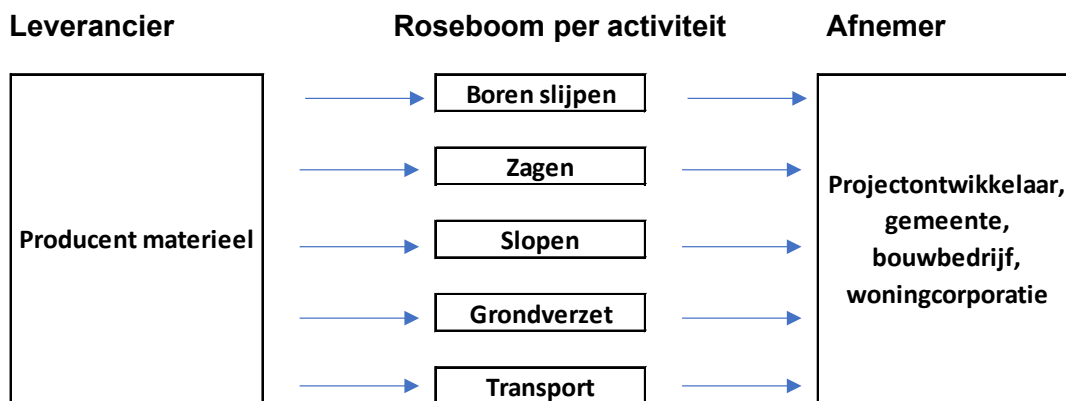 Leverancier
Roseboom per activiteit
Afnemer
Producent materieel
Boren slijpen
Zagen
Slopen
Grondverzet
Transport
Projectontwikkelaar,
gemeente,
bouwbedrijf,
woningcorporatie